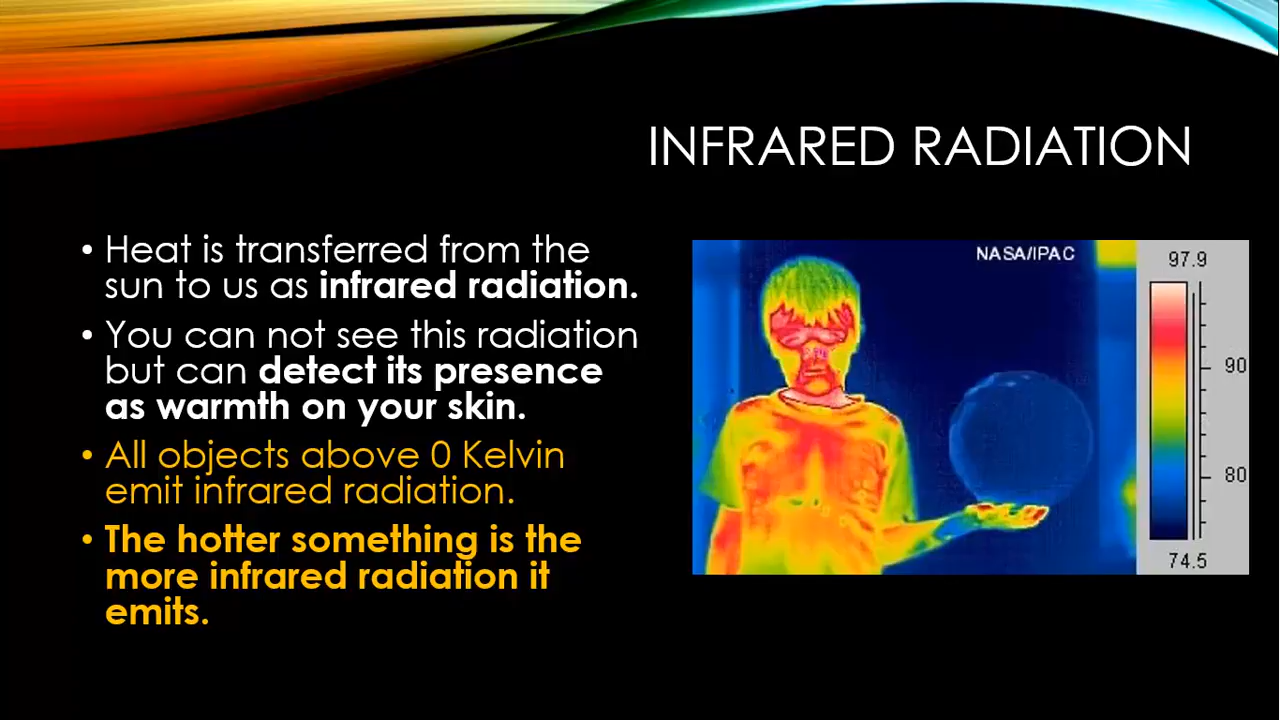 INFRARED RADIATION
• Heat is transferred from the
sun to us as infrared radiation.
• You can not see this radiation
but can detect its presence
as warmth on your skin.
• All objects above 0 Kelvin
emit infrared radiation.
• The hotter something is the
more infrared radiation it
emits.
NASA/IPAC
97.9
90
80
74.5